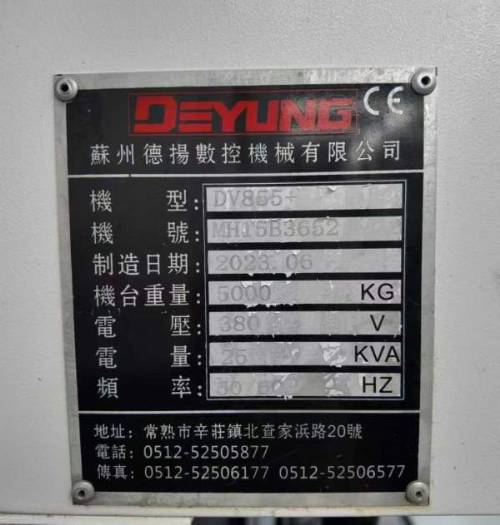 DEYUNG CE
蘇州德揚數控機械有限公司
機 型: DV855+
機 號: MH15B3652
制造日期: 2023.06
機台重量: 5000 KG
電 壓: 380 V
電 量: 25 KVA
頻 率: HZ
地址: 常熟市辛莊鎮北查家浜路20號
電話: 0512-52505877
傳真: 0512-52506177 0512-52506577